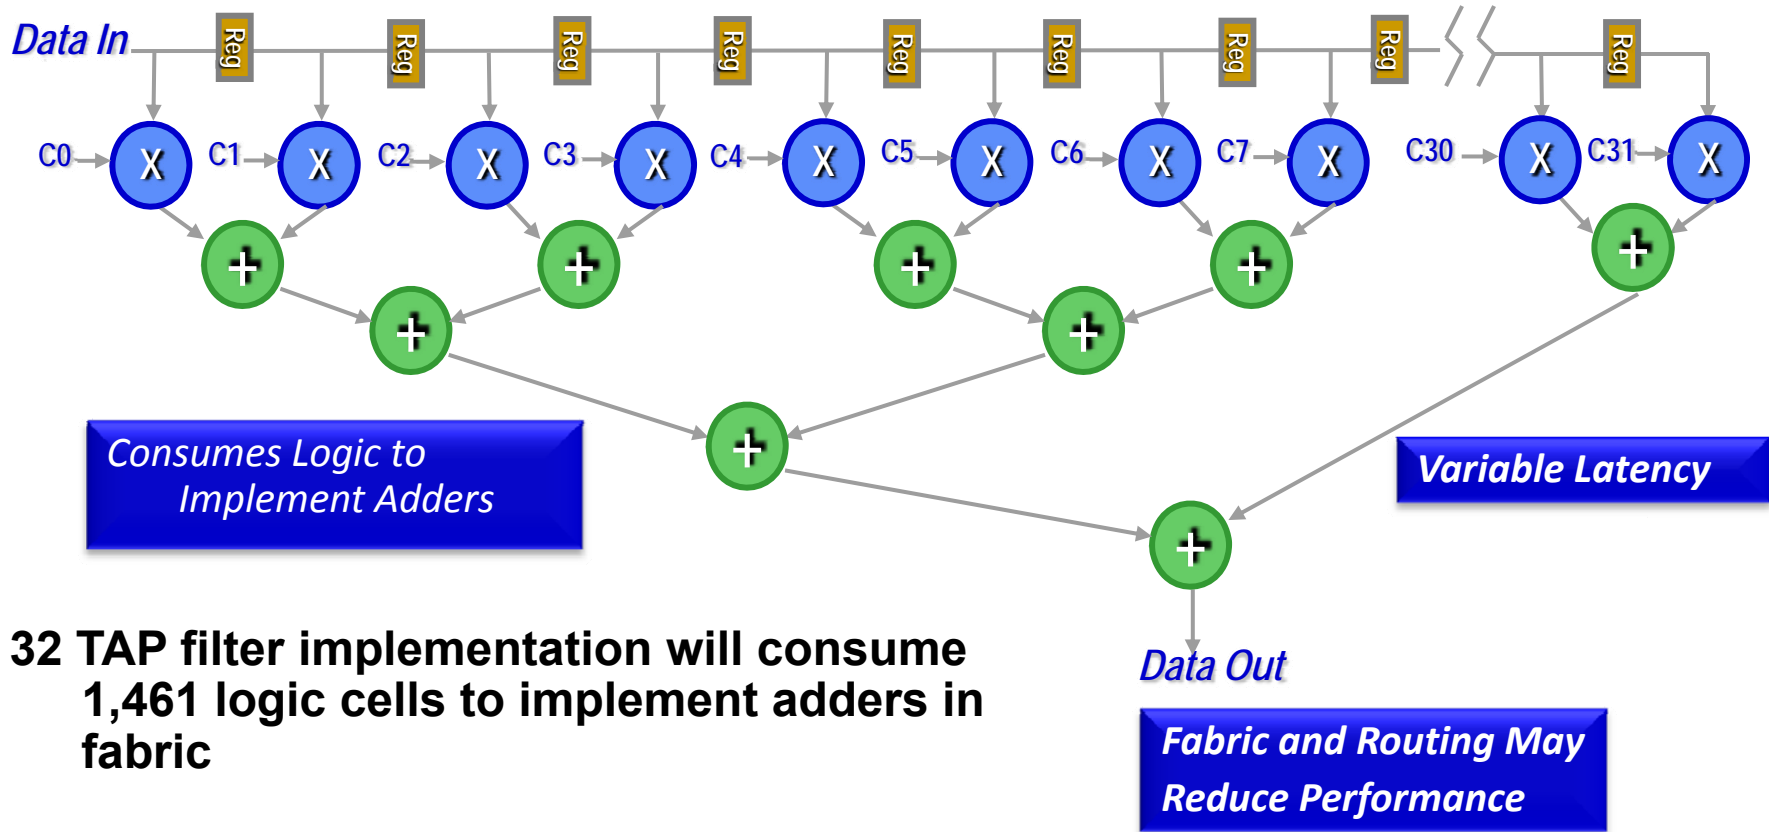 Data In
Reg Reg Reg Reg Reg Reg Reg Reg Reg
C0 X C1 X C2 X C3 X C4 X C5 X C6 X C7 X C30 X C31 X
+ + + + +
+ +
+
+
Consumes Logic to
Implement Adders
Variable Latency
32 TAP filter implementation will consume
1,461 logic cells to implement adders in
fabric
Data Out
Fabric and Routing May
Reduce Performance